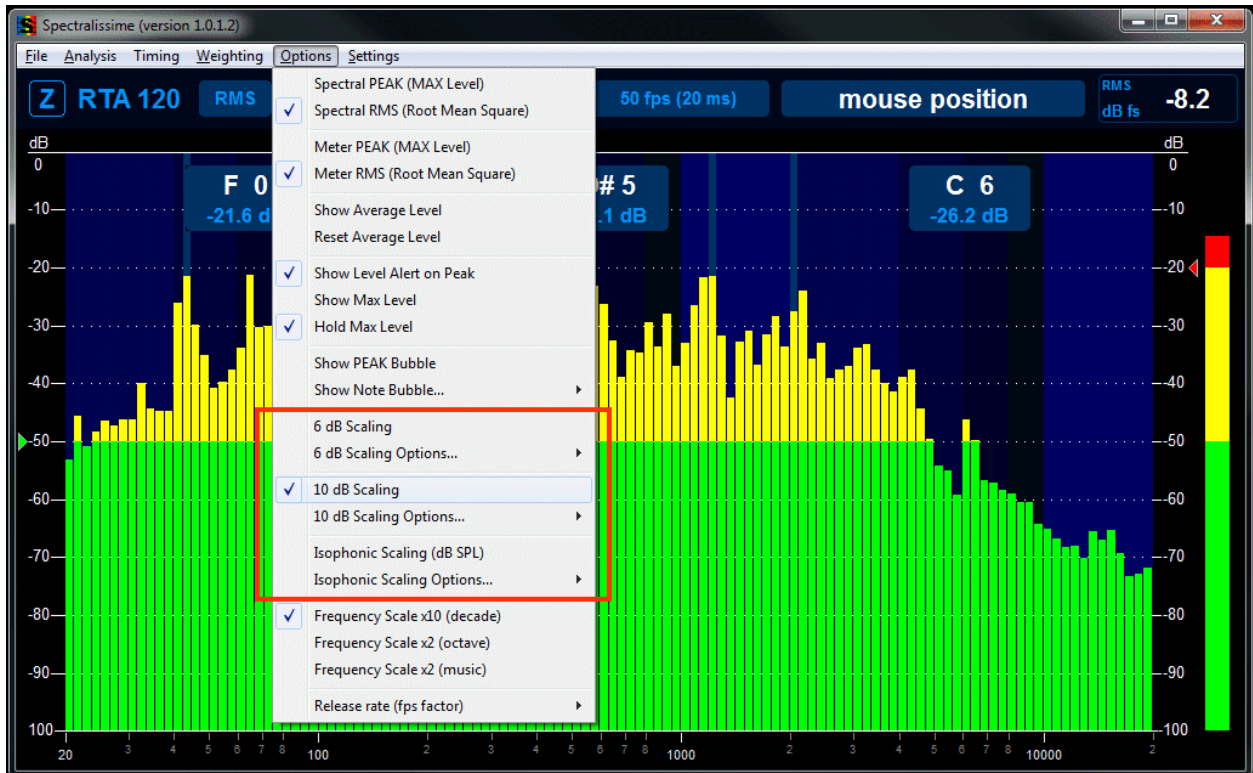 Spectralissime (version 1.0.1.2)
File Analysis Timing Weighting Options Settings
Z RTA 120 RMS 50 fps (20 ms) mouse position RMS dB fs -8.2
Spectral PEAK (MAX Level)
Spectral RMS (Root Mean Square)
Meter PEAK (MAX Level)
Meter RMS (Root Mean Square)
Show Average Level
Reset Average Level
Show Level Alert on Peak
Show Max Level
Hold Max Level
Show PEAK Bubble
Show Note Bubble...
6 dB Scaling
6 dB Scaling Options...
10 dB Scaling
10 dB Scaling Options...
Isophonic Scaling (dB SPL)
Isophonic Scaling Options...
Frequency Scale x10 (decade)
Frequency Scale x2 (octave)
Frequency Scale x2 (music)
Release rate (fps factor)
dB
0
-10
-20
-30
-40
-50
-60
-70
-80
-90
100
F 0
-21.6 d
# 5
.1 dB
C 6
-26.2 dB
dB
0
-10
-20
-30
-40
-50
-60
-70
-80
-90
-100
20 3 4 5 6 7 8 100 2 3 4 5 6 7 8 1000 2 3 4 5 6 7 8 10000 2